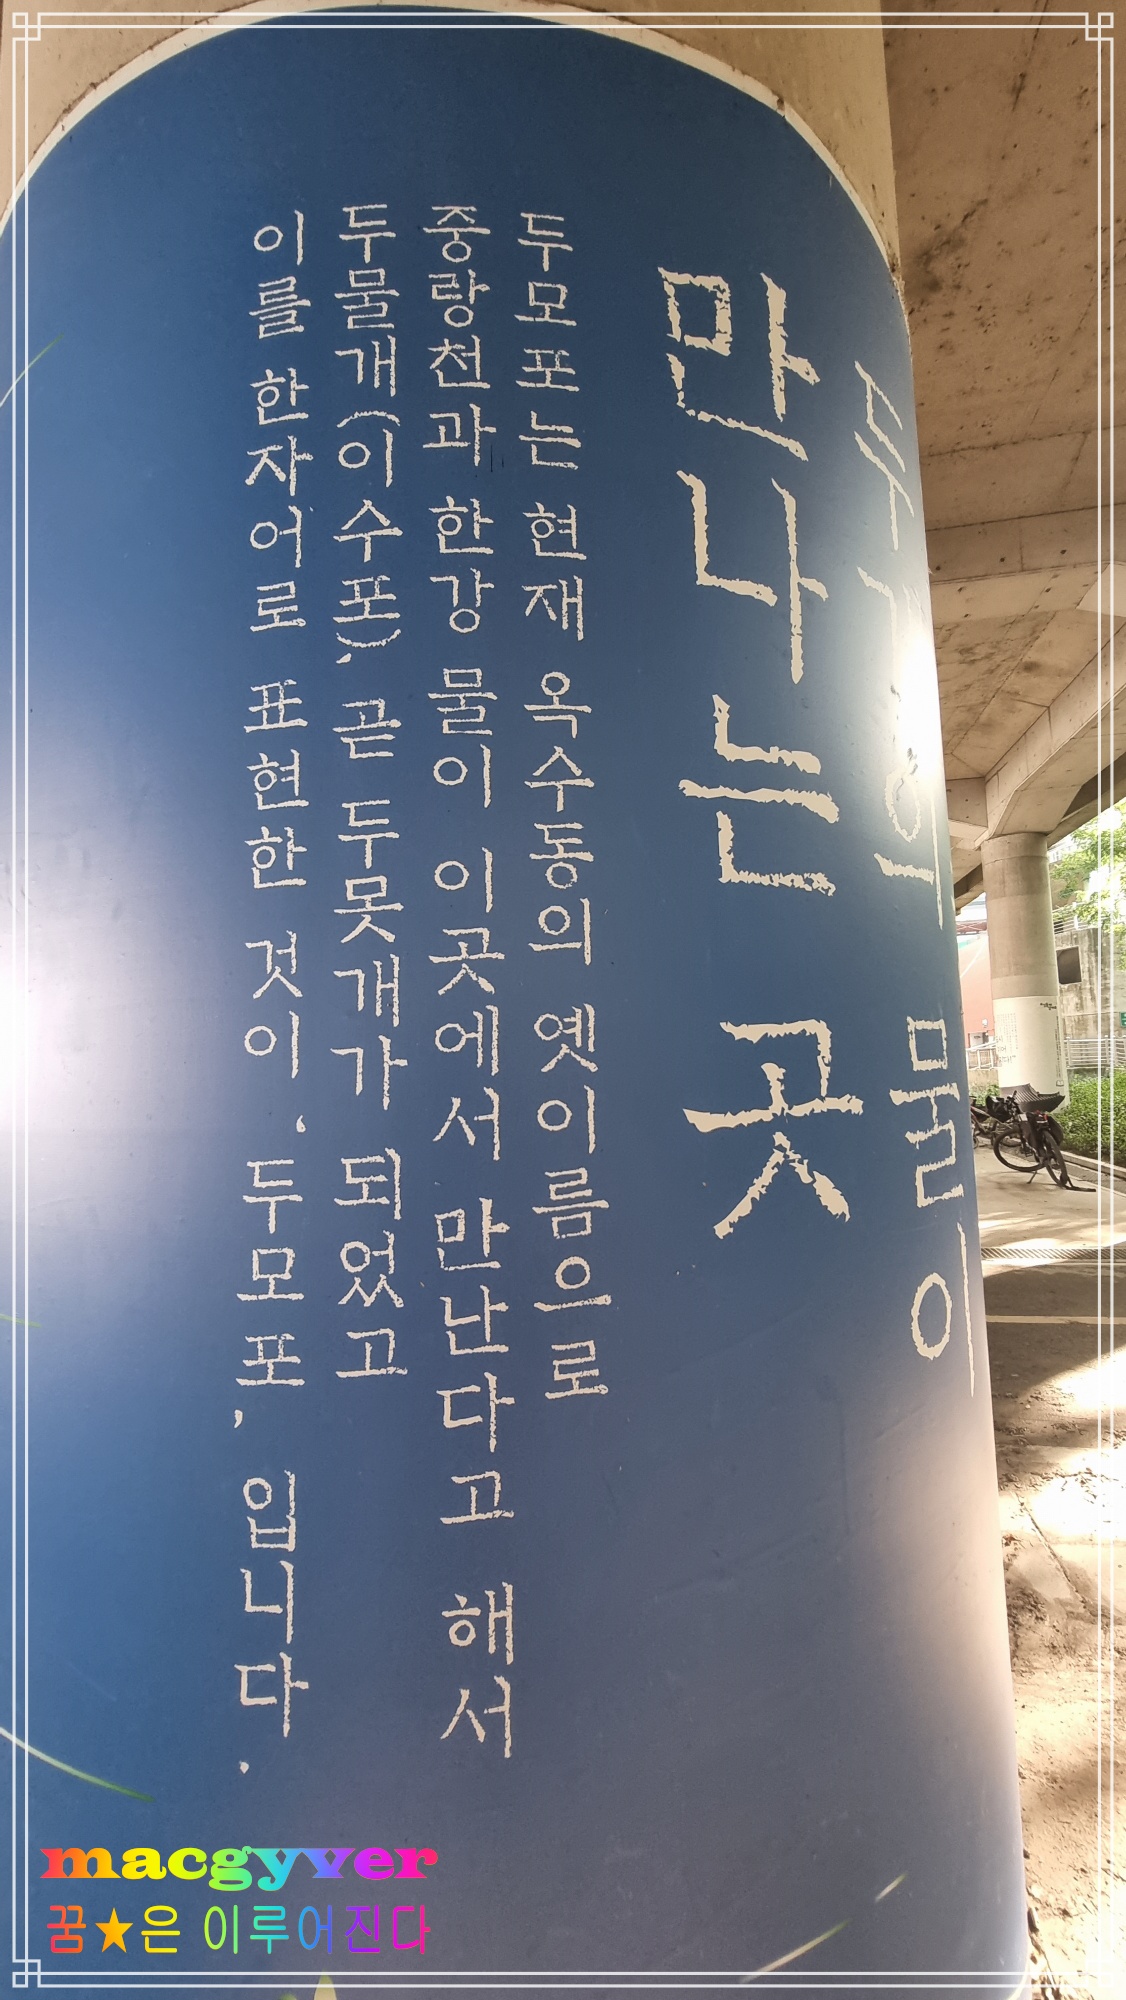 두 개의 물이
만나는 곳
두모포는 현재 옥수동의 옛이름으로
중랑천과 한강 물이 이곳에서 만난다고 해서
두물개(이수포), 곧 두못개가 되었고
이를 한자어로 표현한 것이 '두모포' 입니다.
macgyver
꿈★은 이루어진다